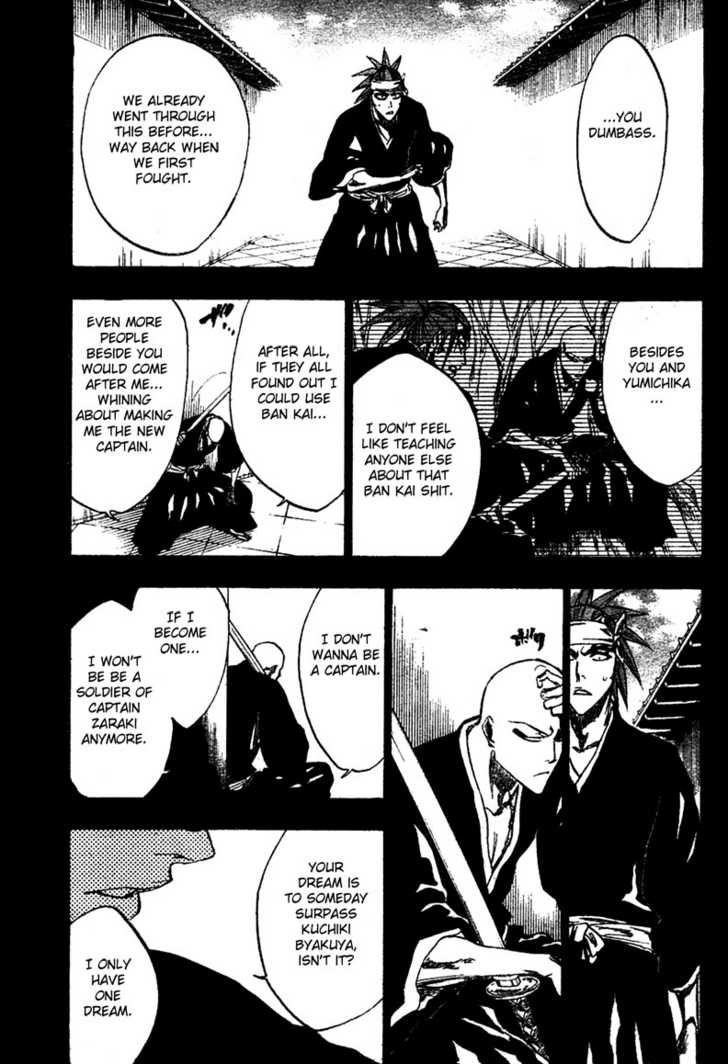 ...YOU
DUMBASS.
WE ALREADY
WENT THROUGH
THIS BEFORE...
WAY BACK WHEN
WE FIRST
FOUGHT.
BESIDES
YOU AND
YUMICHIKA
...
I DON'T FEEL
LIKE TEACHING
ANYONE ELSE
ABOUT THAT
BAN KAI SHIT.
AFTER ALL,
IF THEY ALL
FOUND OUT I
COULD USE
BAN KAI...
EVEN MORE
PEOPLE
BESIDE YOU
WOULD COME
AFTER ME...
WHINING
ABOUT MAKING
ME THE NEW
CAPTAIN.
I DON'T
WANNA BE
A CAPTAIN.
IF I
BECOME
ONE...
I WON'T
BE BE A
SOLDIER OF
CAPTAIN
ZARAKI
ANYMORE.
YOUR
DREAM IS
TO SOMEDAY
SURPASS
KUCHIKI
BYAKUYA,
ISN'T IT?
I ONLY
HAVE
ONE
DREAM.